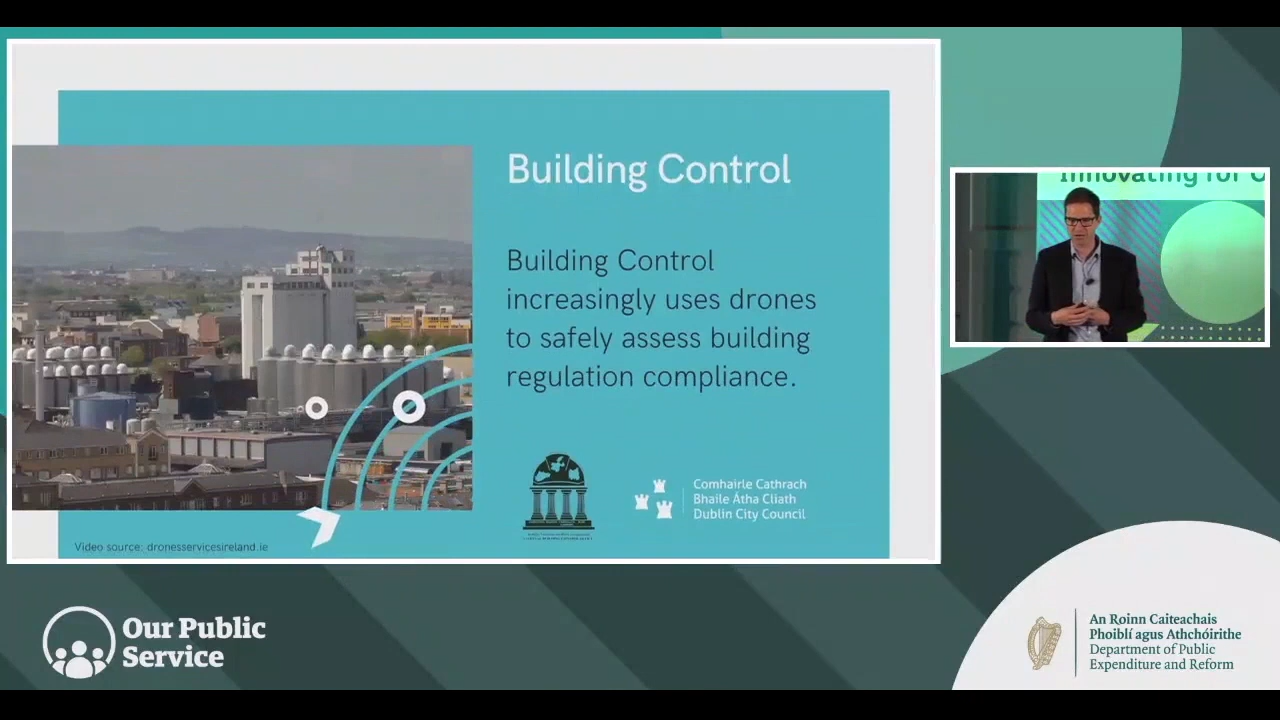 Building Control
Building Control
increasingly uses drones
to safely assess building
regulation compliance.
Comhairle Cathrach
Bhaile Átha Cliath
Dublin City Council
Video source: dronesservicesireland.ie
Innovating for
Our Public
Service
An Roinn Caiteachais
Phoiblí agus Athchóirithe
Department of Public
Expenditure and Reform